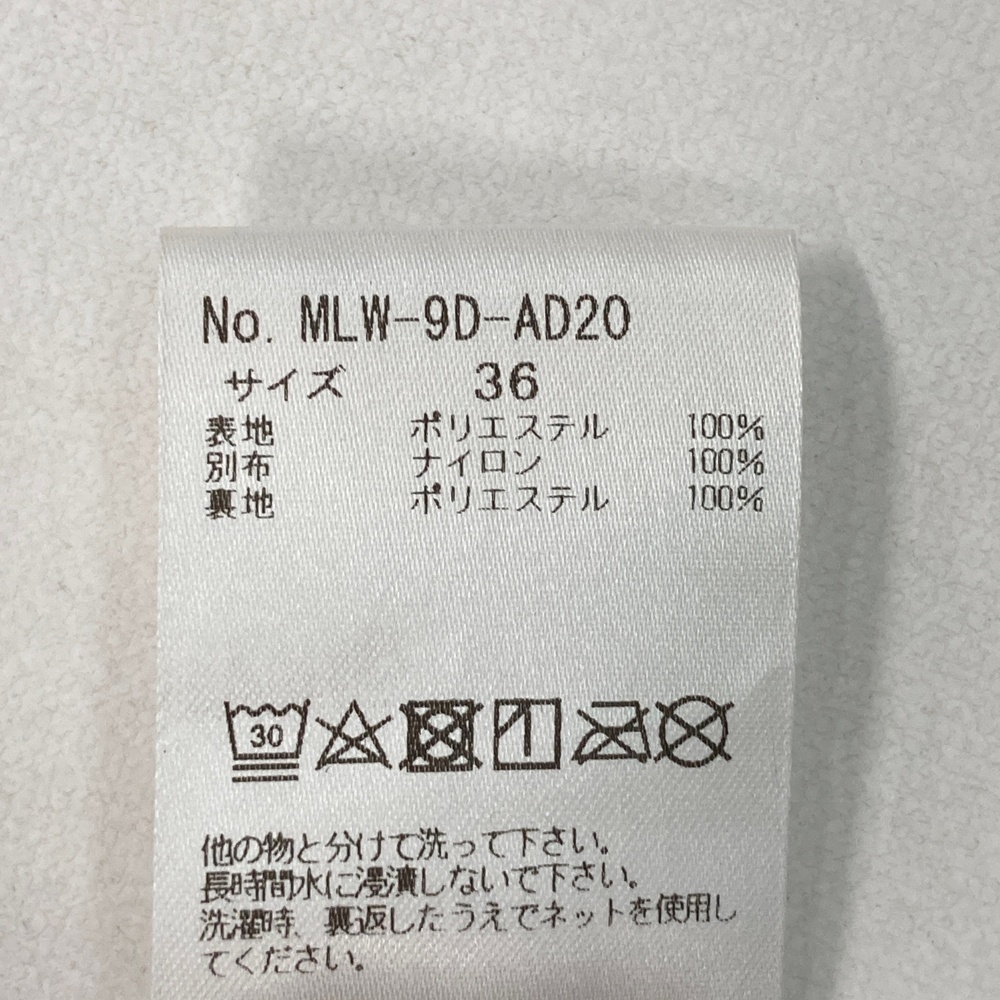 No. MLW-9D-AD20
サイズ 36
表地 ポリエステル 100%
別布 ナイロン 100%
裏地 ポリエステル 100%
30
他の物と分けて洗って下さい。
長時間水に浸漬しないで下さい。
洗濯時、裏返したうえでネットを使用し
てください。